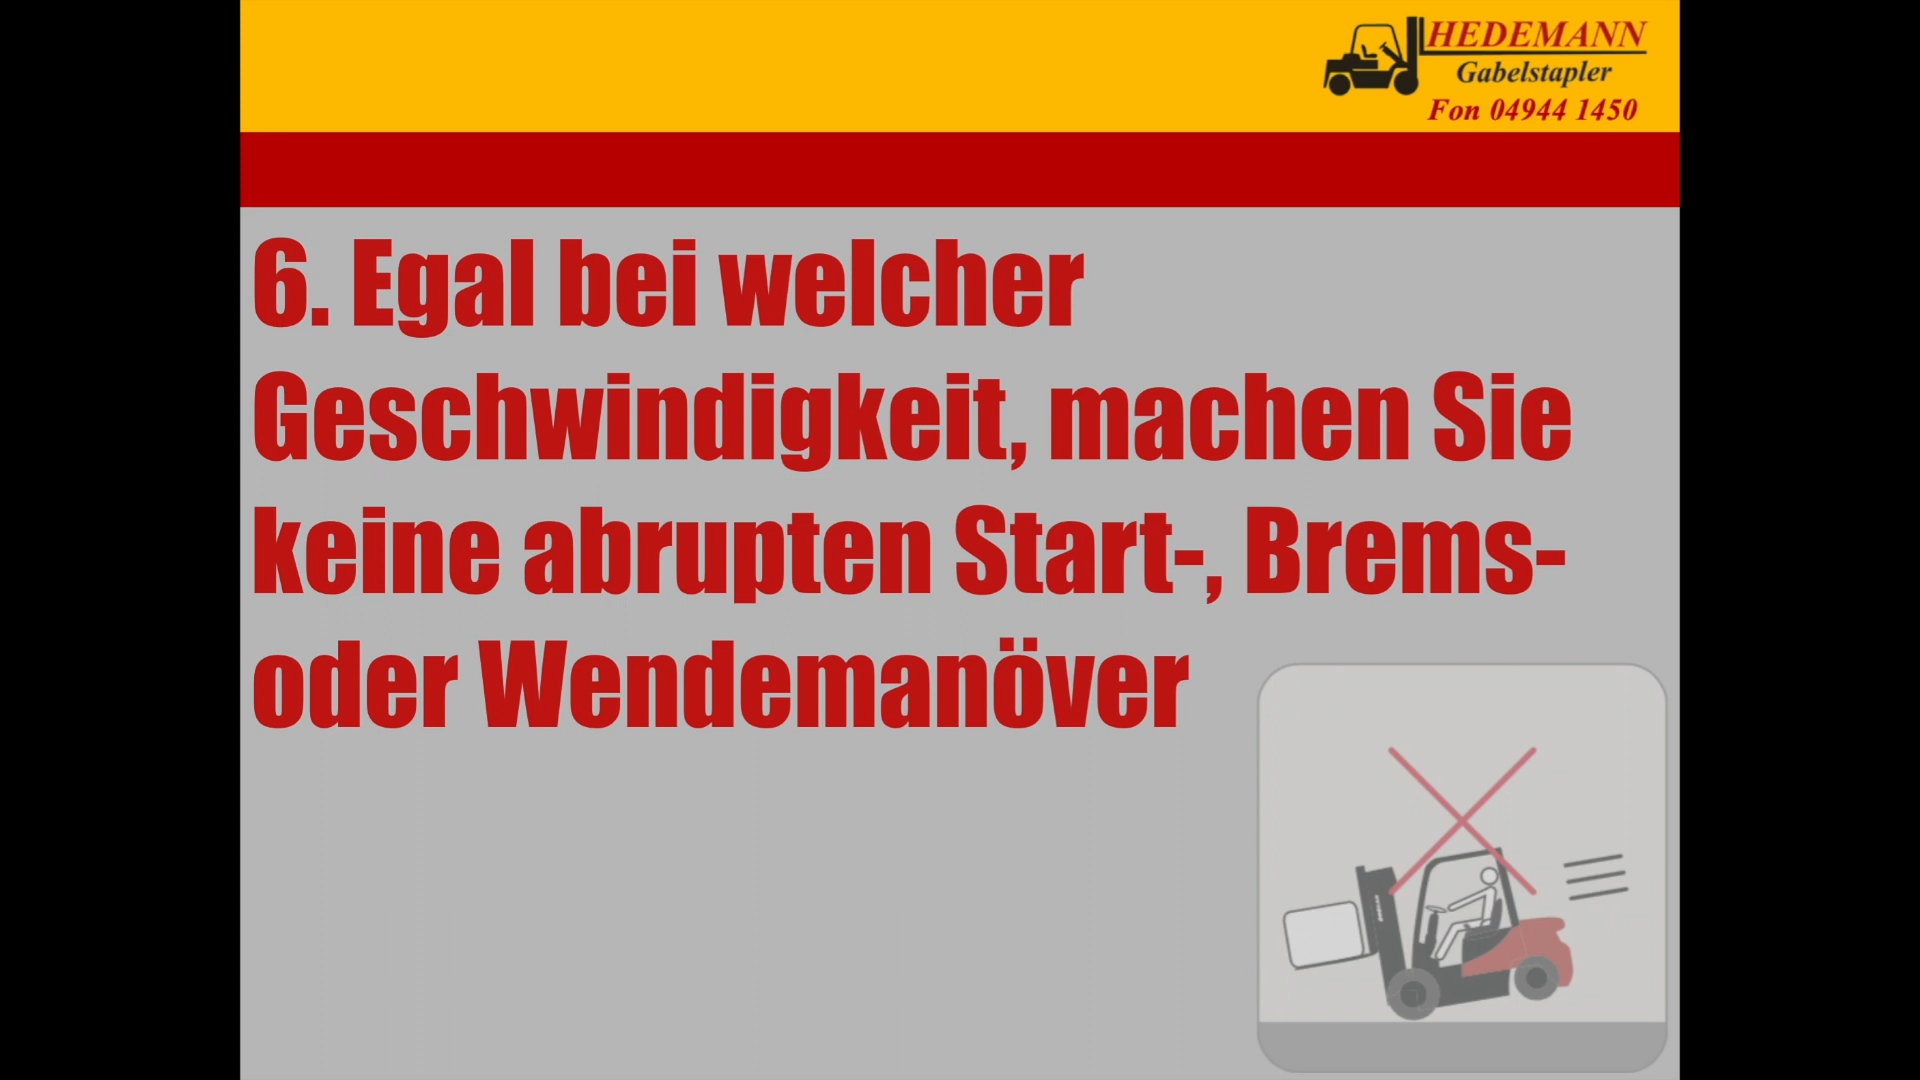 HEDEMANN
Gabelstapler
Fon 04944 1450
6. Egal bei welcher
Geschwindigkeit, machen Sie
keine abrupten Start-, Brems-
oder Wendemanöver